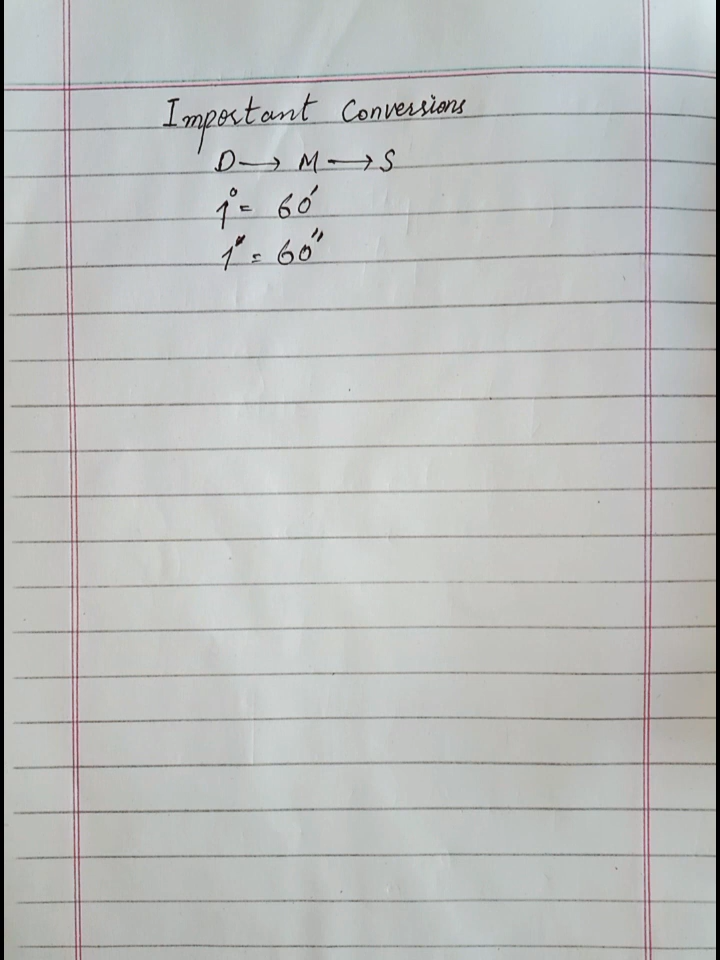 Important Conversions
D → M → S
1° = 60'
1' = 60"